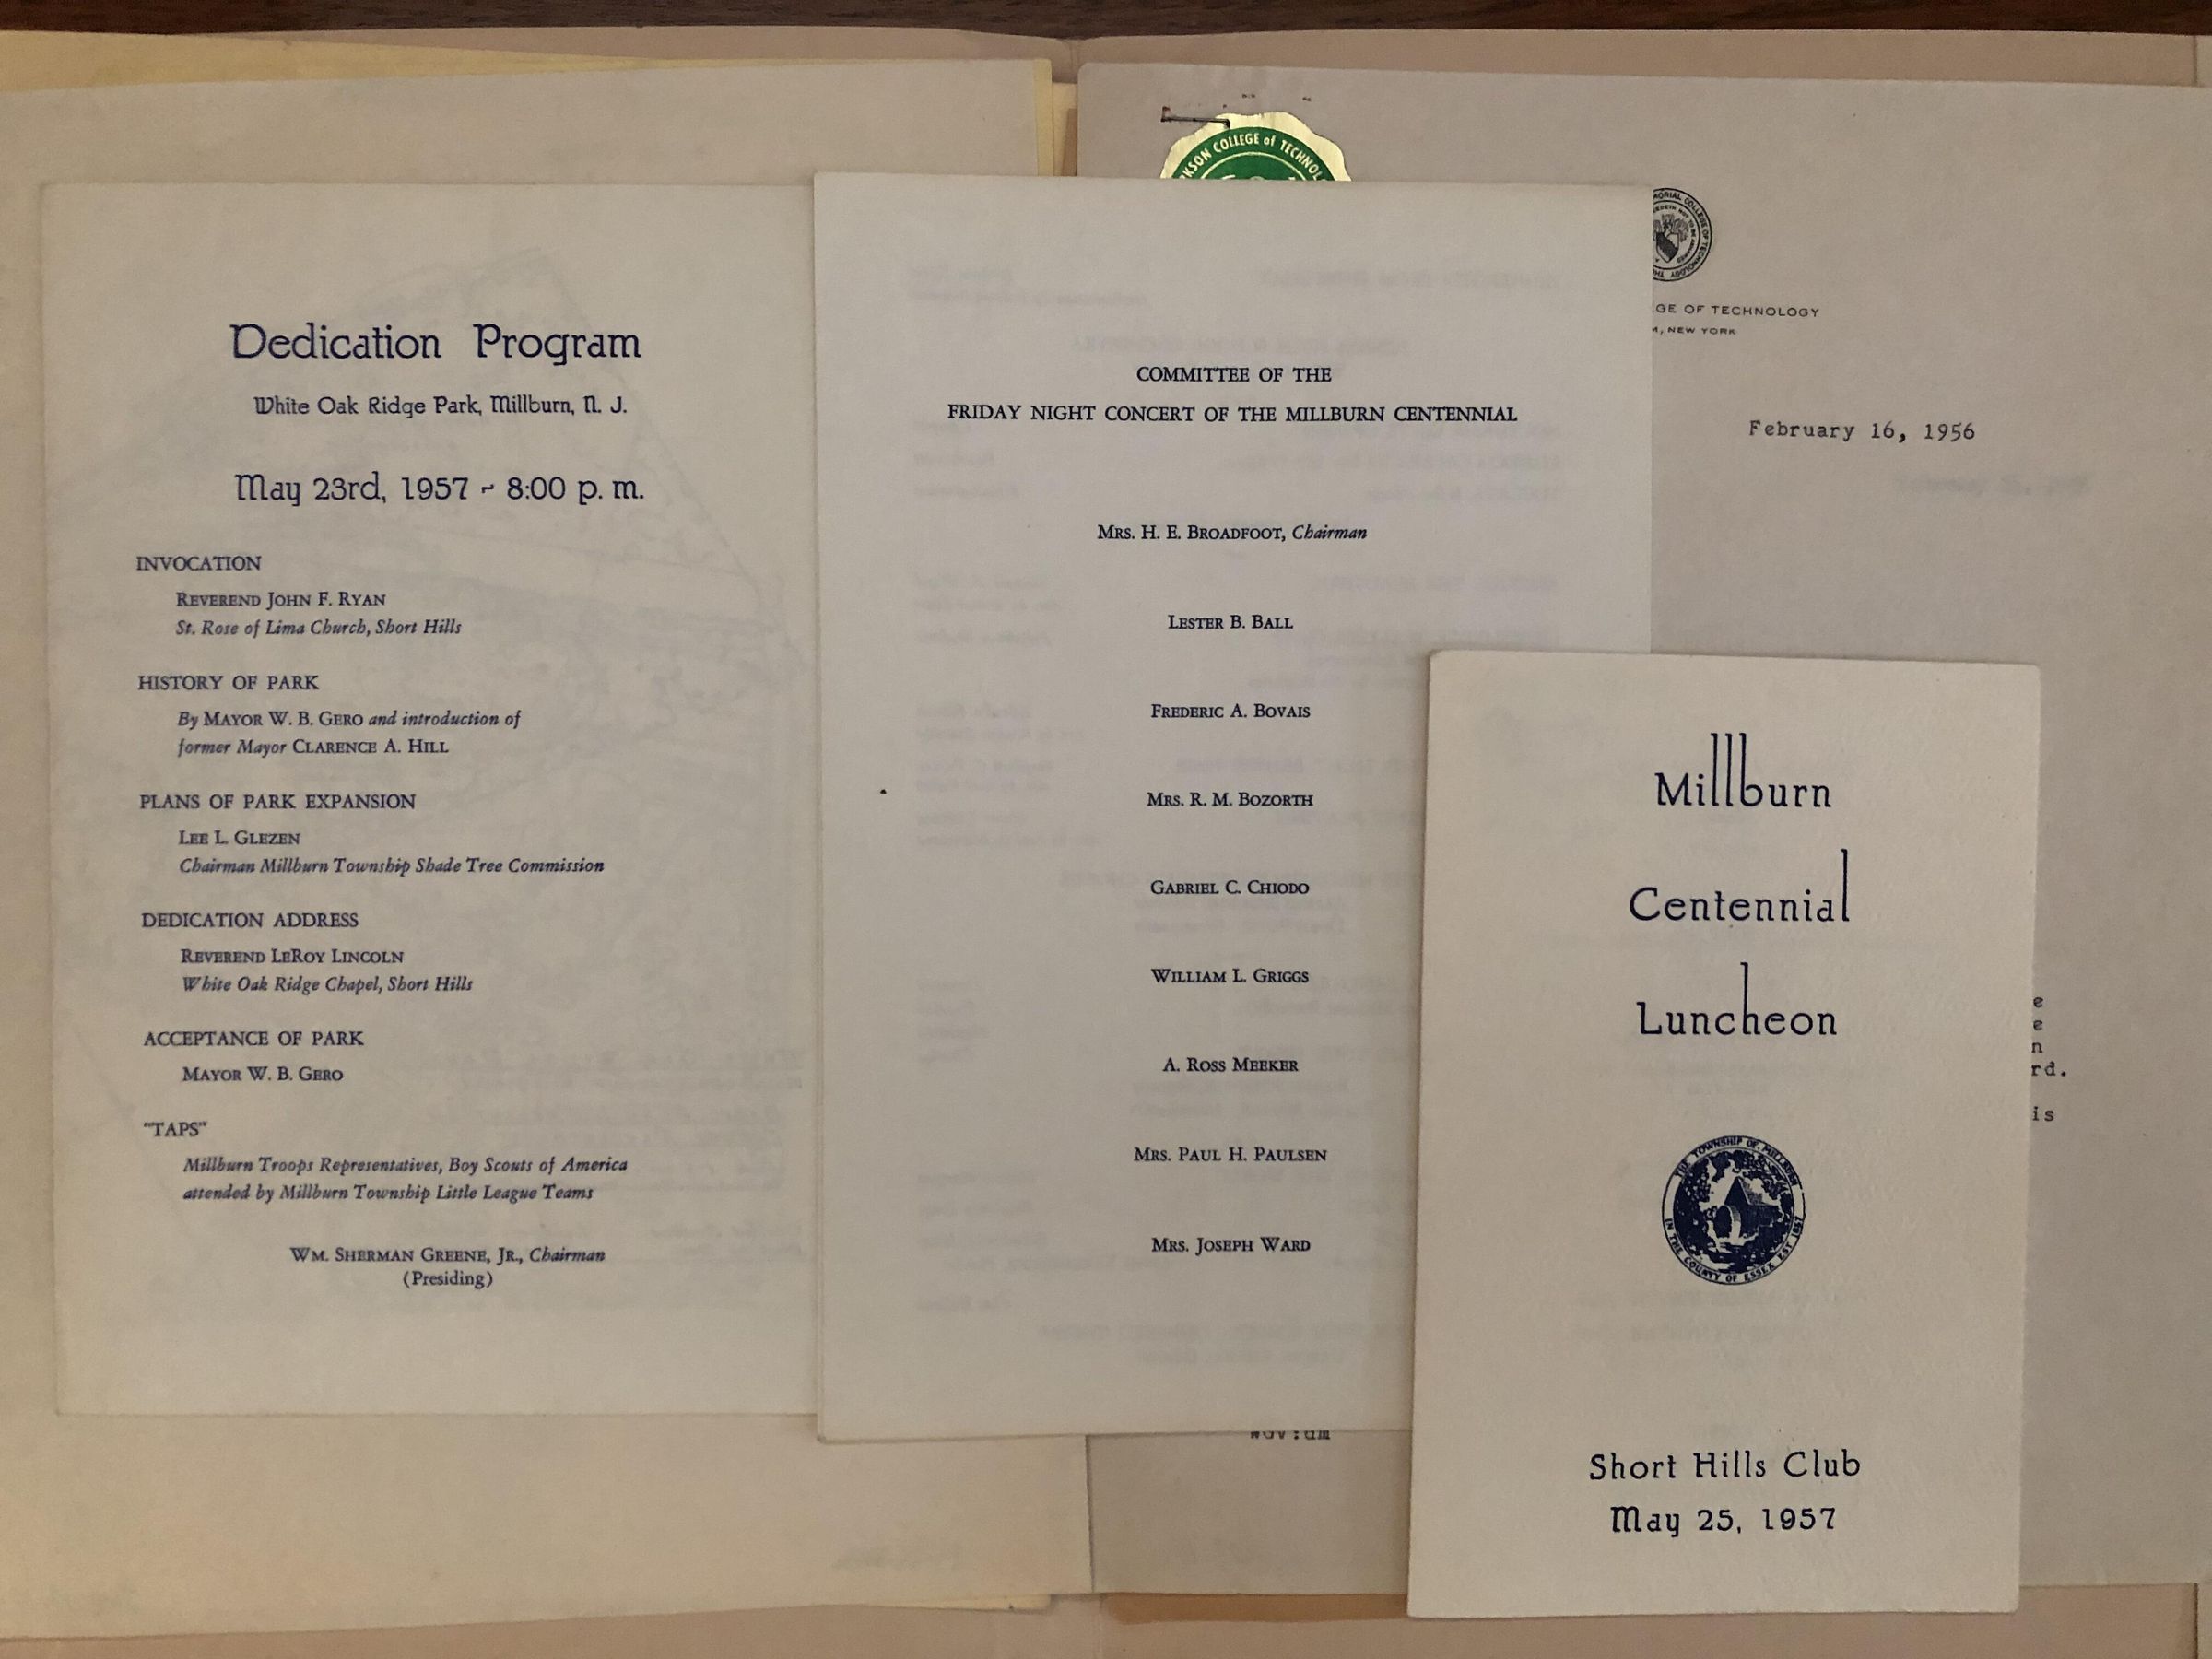 Dedication Program
White Oak Ridge Park, Millburn, N. J.
May 23rd, 1957 ~ 8:00 p. m.
INVOCATION
REVEREND JOHN F. RYAN
St. Rose of Lima Church, Short Hills
HISTORY OF PARK
By MAYOR W. B. GERO and introduction of
former Mayor CLARENCE A. HILL
PLANS OF PARK EXPANSION
LEE L. GLEZEN
Chairman Millburn Township Shade Tree Commission
DEDICATION ADDRESS
REVEREND LEROY LINCOLN
White Oak Ridge Chapel, Short Hills
ACCEPTANCE OF PARK
MAYOR W. B. GERO
"TAPS"
Millburn Troops Representatives, Boy Scouts of America
attended by Millburn Township Little League Teams
WM. SHERMAN GREENE, JR., Chairman
(Presiding)
COMMITTEE OF THE
FRIDAY NIGHT CONCERT OF THE MILLBURN CENTENNIAL
MRS. H. E. BROADFOOT, Chairman
LESTER B. BALL
FREDERIC A. BOVAIS
MRS. R. M. BOZORTH
GABRIEL C. CHIODO
WILLIAM L. GRIGGS
A. ROSS MEEKER
MRS. PAUL H. PAULSEN
MRS. JOSEPH WARD
KSON COLLEGE of TECHNOL
ORIAL COLLEGE OF TECHNOLOGY
GE OF TECHNOLOGY
M, NEW YORK
February 16, 1956
e
e
n
rd.
is
Millburn
Centennial
Luncheon
THE TOWNSHIP OF MILLBURN
IN THE COUNTY OF ESSEX EST 1857
Short Hills Club
May 25, 1957